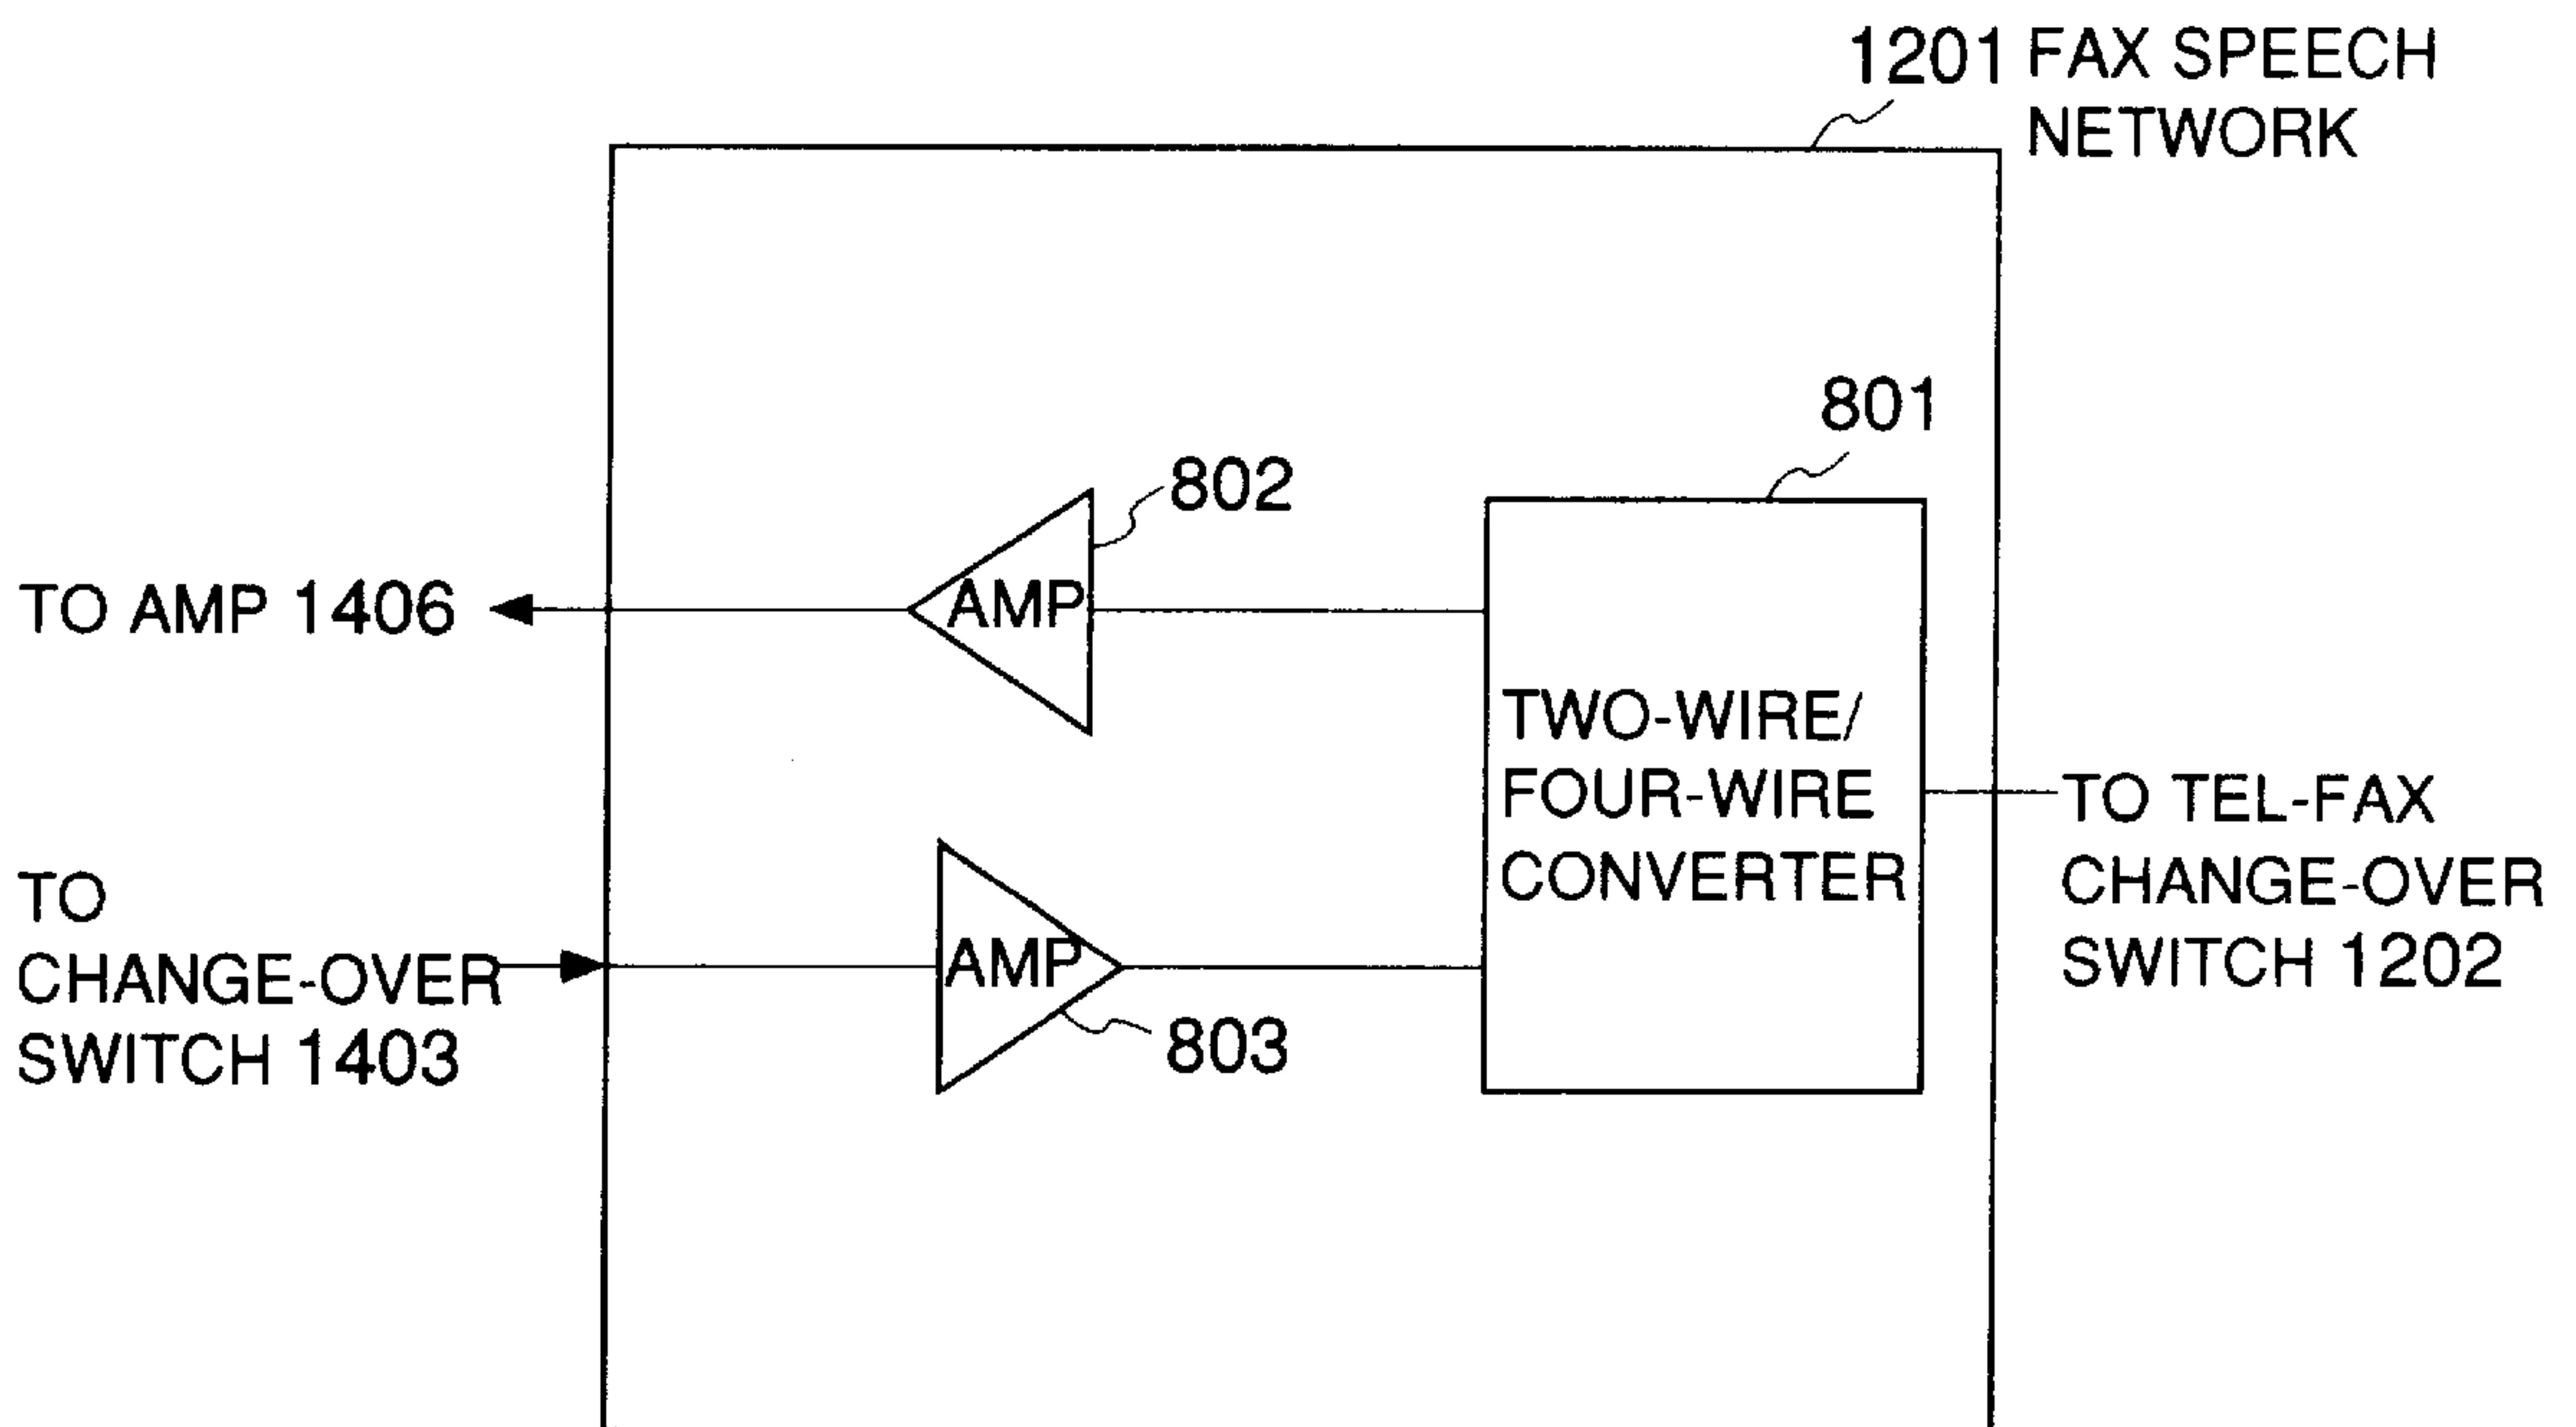 1201 FAX SPEECH
NETWORK
801
802
TO AMP 1406
AMP
TWO-WIRE/
FOUR-WIRE
CONVERTER
TO TEL-FAX
CHANGE-OVER
SWITCH 1202
TO
CHANGE-OVER
SWITCH 1403
AMP
803